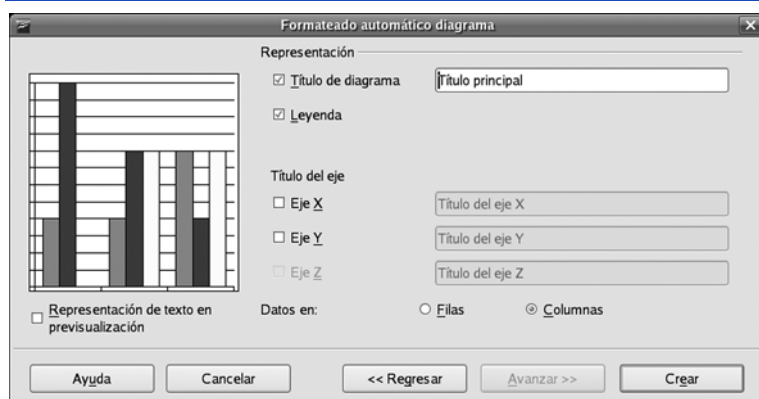 Formateado automático diagrama
Representación
Título de diagrama Título principal
Leyenda
Título del eje
Eje X Título del eje X
Eje Y Título del eje Y
Eje Z Título del eje Z
Representación de texto en
previsualización
Datos en: Filas Columnas
Ayuda Cancelar << Regresar Avanzar >> Crear